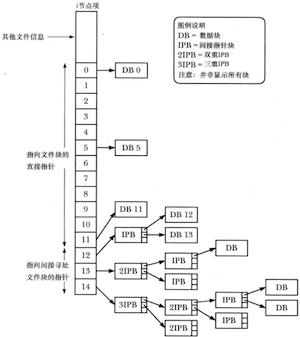 i节点项
其他文件信息
图例说明
DB = 数据块
IPB = 间接指针块
2IPB = 双重IPB
3IPB = 三重IPB
注意：并非显示所有块
0
DB 0
1
2
3
4
5
DB 5
6
7
8
9
10
11
12
13
14
指向文件块的
直接指针
指向间接寻址
文件块的指针
DB 11
IPB
DB 12
DB 13
2IPB
IPB
DB
IPB
3IPB
2IPB
IPB
DB
DB
IPB
2IPB